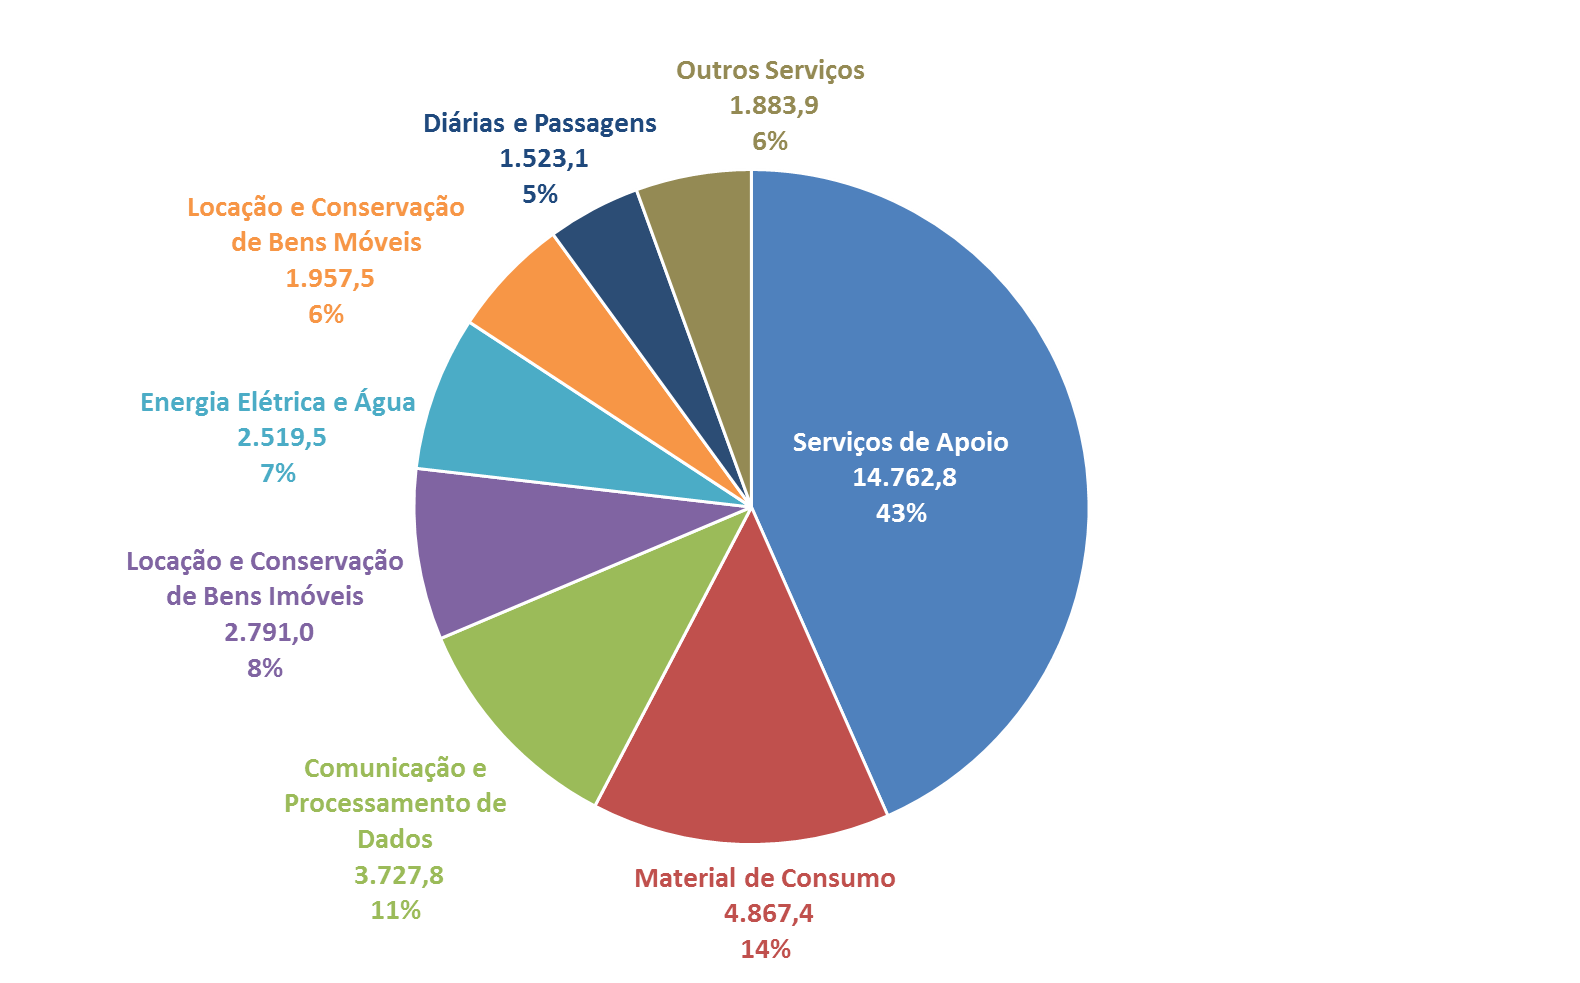 Outros Serviços
1.883,9
6%
Diárias e Passagens
1.523,1
5%
Locação e Conservação
de Bens Móveis
1.957,5
6%
Energia Elétrica e Água
2.519,5
7%
Serviços de Apoio
14.762,8
43%
Locação e Conservação
de Bens Imóveis
2.791,0
8%
Comunicação e
Processamento de
Dados
3.727,8
11%
Material de Consumo
4.867,4
14%